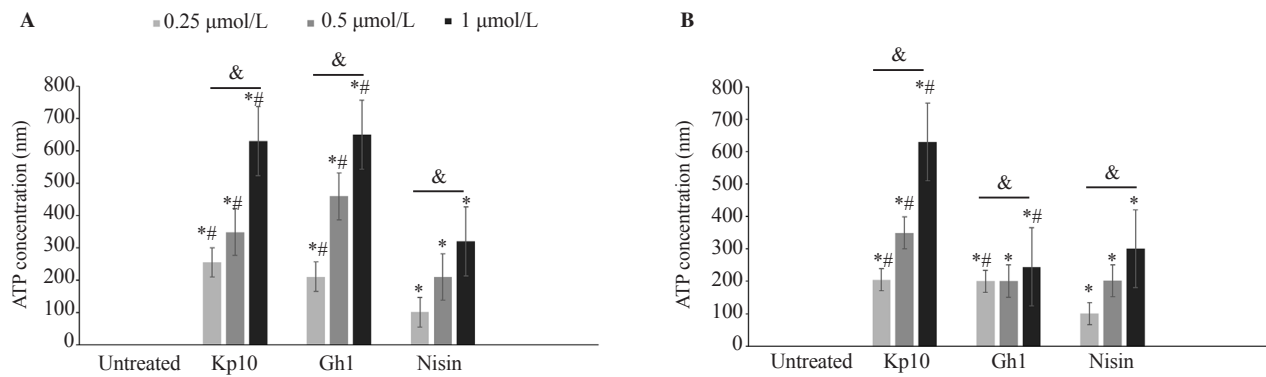 A
0.25 μmol/L 0.5 μmol/L 1 μmol/L
ATP concentration (nm)
800
700
600
500
400
300
200
100
0
& & &
*# *# *#
*# *# *#
* * *
Untreated Kp10 Gh1 Nisin
B
ATP concentration (nm)
800
700
600
500
400
300
200
100
0
& & &
*# *# *#
*# * *#
* * *
Untreated Kp10 Gh1 Nisin